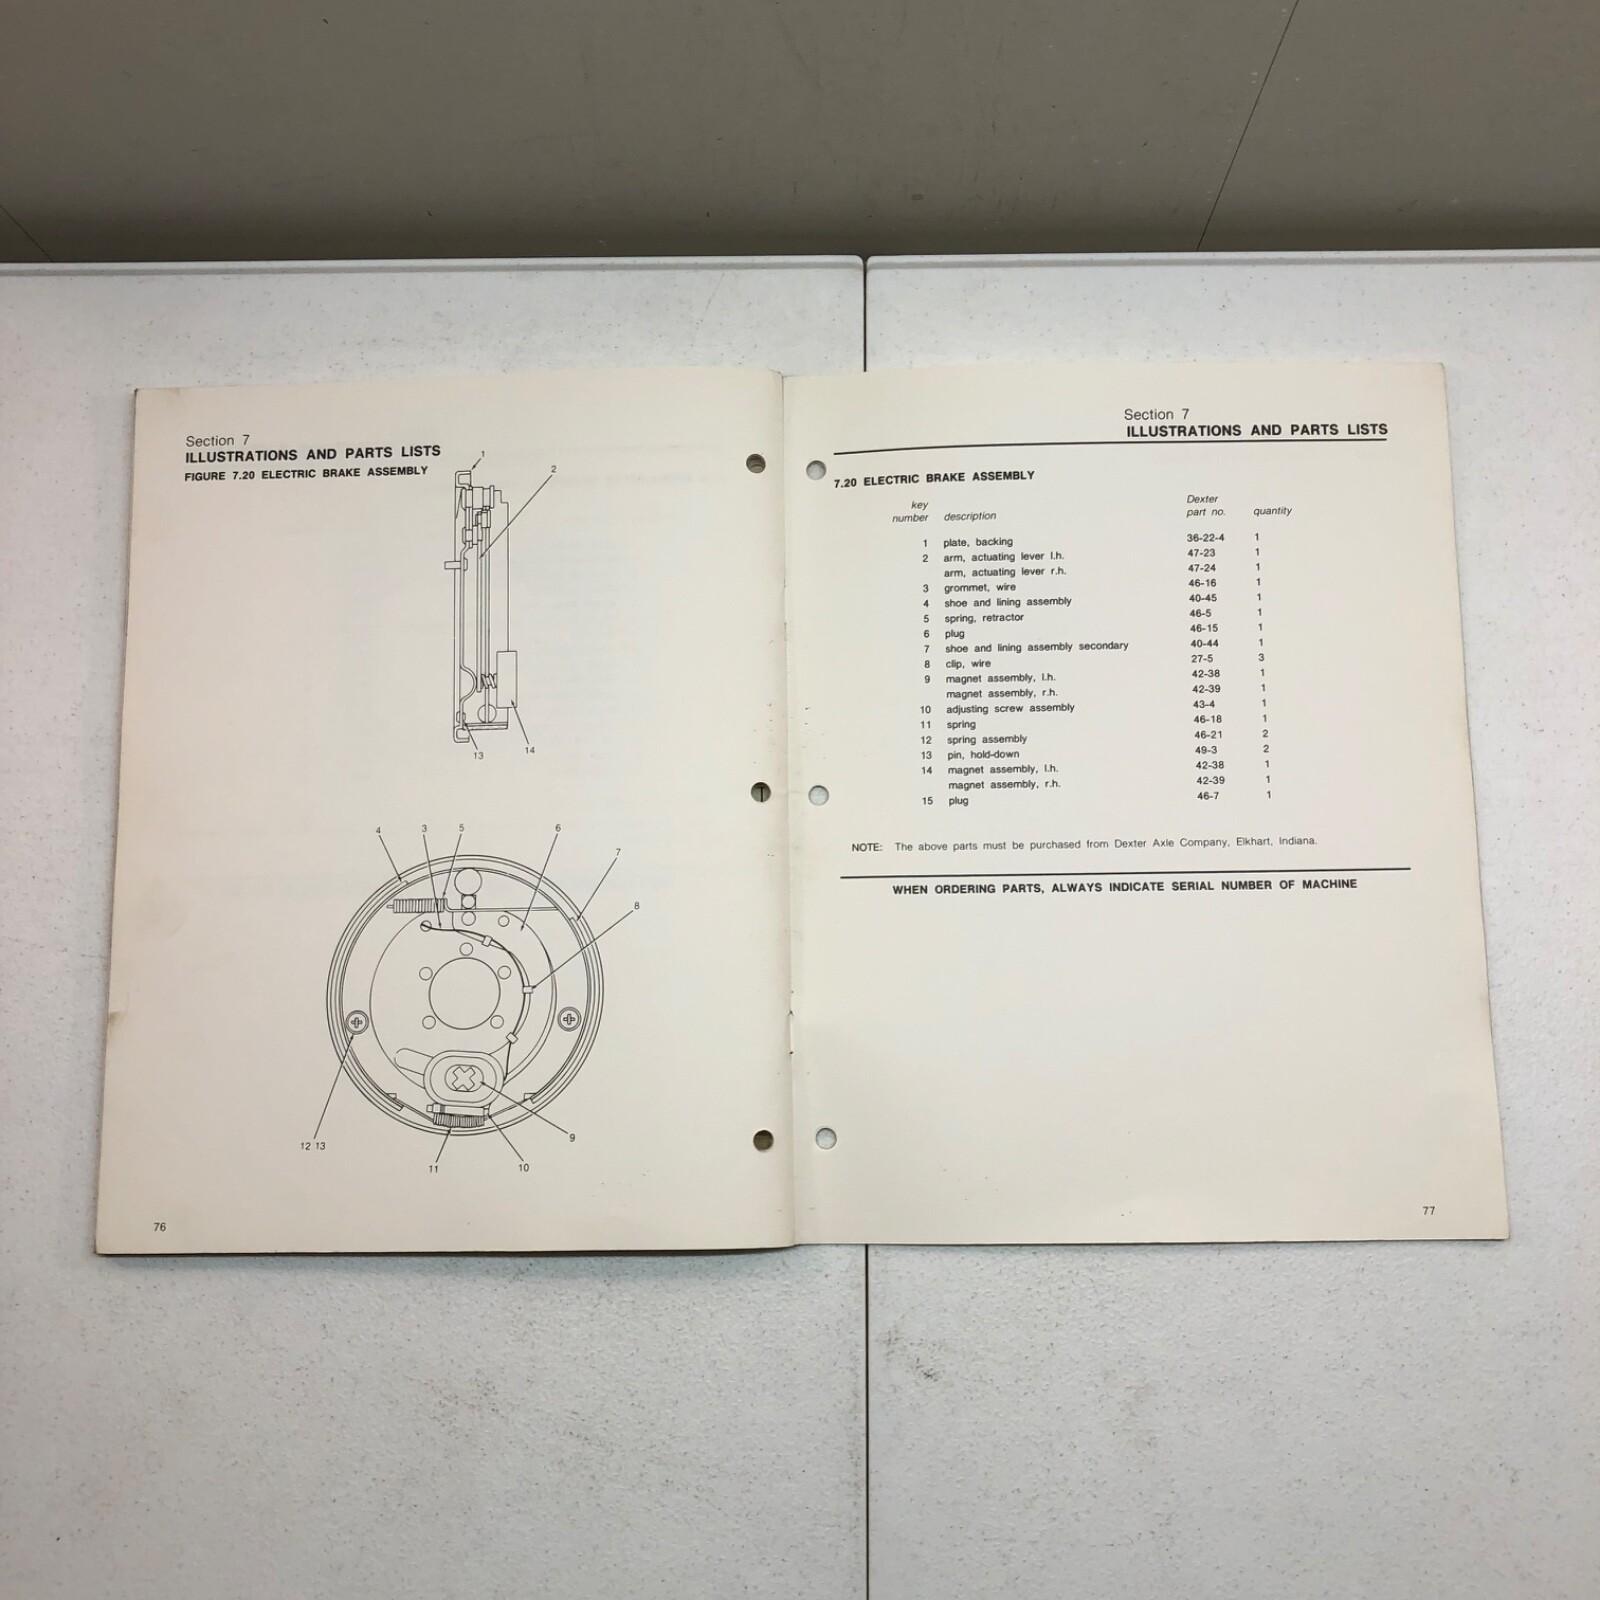 Section 7
ILLUSTRATIONS AND PARTS LISTS
FIGURE 7.20 ELECTRIC BRAKE ASSEMBLY
1
2
13
14
4 3 5 6
7
8
12 13
9
11 10
76
Section 7
ILLUSTRATIONS AND PARTS LISTS
7.20 ELECTRIC BRAKE ASSEMBLY
key number description Dexter part no. quantity
1 plate, backing 36-22-4 1
2 arm, actuating lever l.h. 47-23 1
arm, actuating lever r.h. 47-24 1
3 grommet, wire 46-16 1
4 shoe and lining assembly 40-45 1
5 spring, retractor 46-5 1
6 plug 46-15 1
7 shoe and lining assembly secondary 40-44 1
8 clip, wire 27-5 3
9 magnet assembly, l.h. 42-38 1
magnet assembly, r.h. 42-39 1
10 adjusting screw assembly 43-4 1
11 spring 46-18 1
12 spring assembly 46-21 2
13 pin, hold-down 49-3 2
14 magnet assembly, l.h. 42-38 1
magnet assembly, r.h. 42-39 1
15 plug 46-7 1
NOTE: The above parts must be purchased from Dexter Axle Company, Elkhart, Indiana.
WHEN ORDERING PARTS, ALWAYS INDICATE SERIAL NUMBER OF MACHINE
77